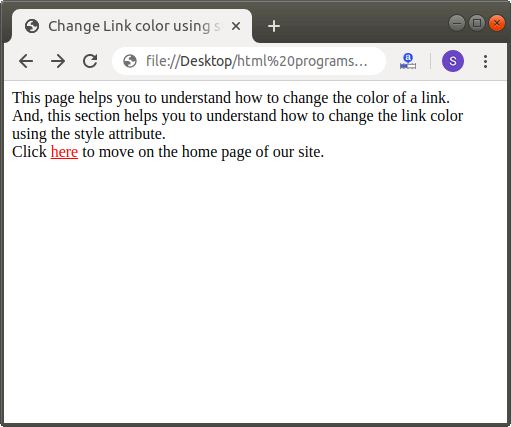 Change Link color using s
file://Desktop/html%20programs...
S
This page helps you to understand how to change the color of a link.
And, this section helps you to understand how to change the link color
using the style attribute.
Click here to move on the home page of our site.